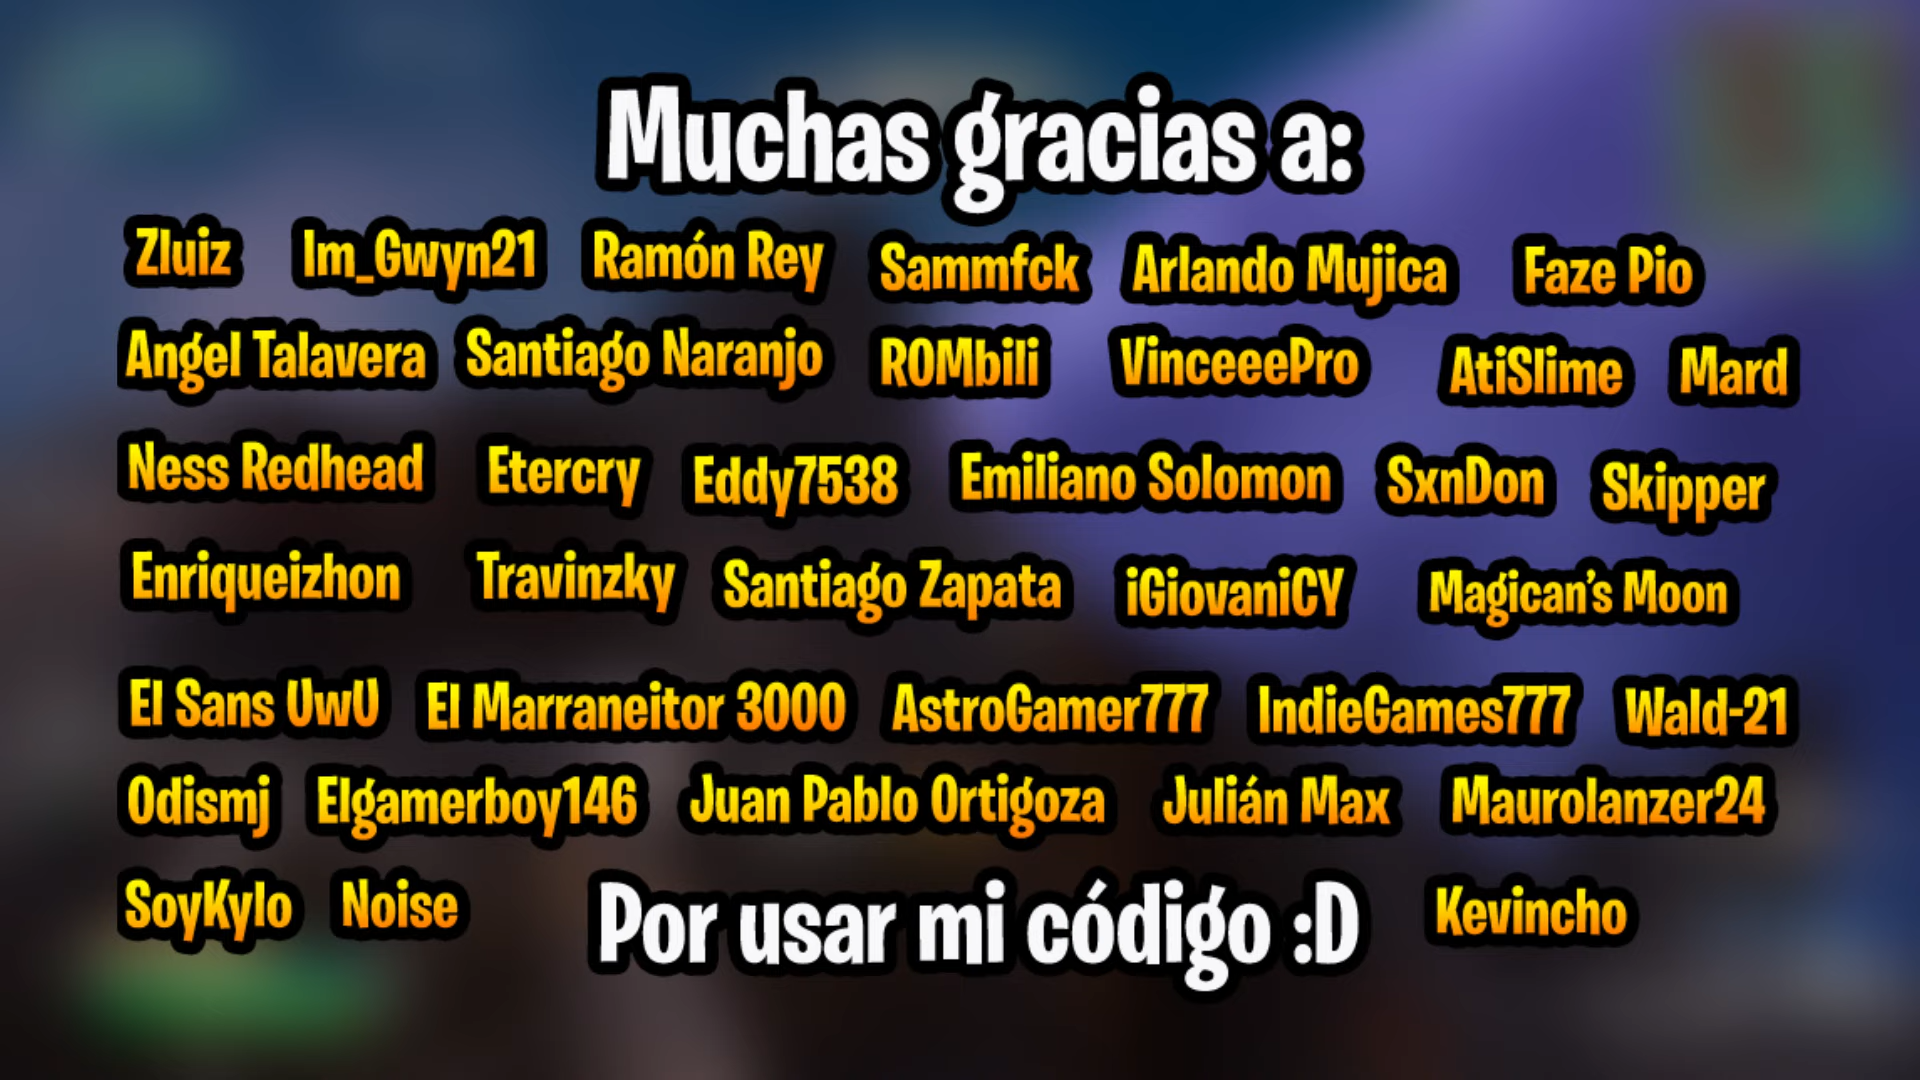 Muchas gracias a:
Zluiz Im_Gwyn21 Ramón Rey Sammfck Arlando Mujica Faze Pio
Angel Talavera Santiago Naranjo ROMbili VinceeePro AtiSlime Mard
Ness Redhead Etercry Eddy7538 Emiliano Solomon SxnDon Skipper
Enriqueizhon Travinzky Santiago Zapata iGiovaniCY Magican's Moon
El Sans UwU El Marraneitor 3000 AstroGamer777 IndieGames777 Wald-21
Odismj Elgamerboy146 Juan Pablo Ortigoza Julián Max Maurolanzer24
SoyKylo Noise Por usar mi código :D Kevincho